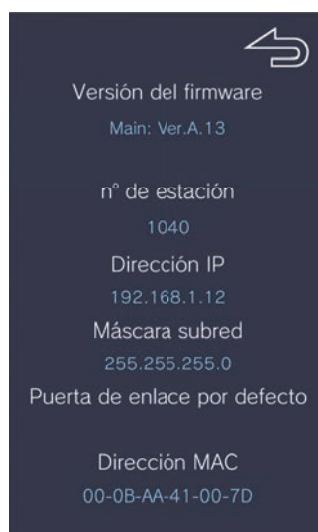 Versión del firmware
Main: Ver.A.13
n° de estación
1040
Dirección IP
192.168.1.12
Máscara subred
255.255.255.0
Puerta de enlace por defecto
Dirección MAC
00-0B-AA-41-00-7D